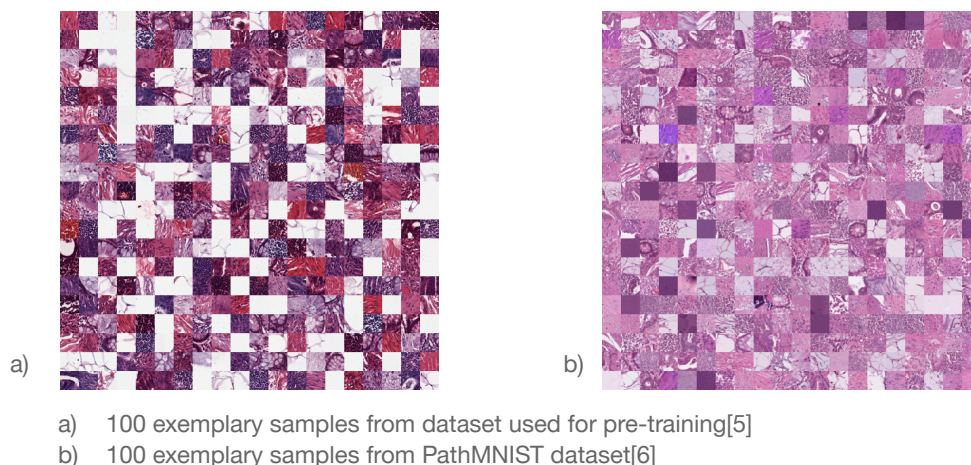 a)
b)
a) 100 exemplary samples from dataset used for pre-training[5]
b) 100 exemplary samples from PathMNIST dataset[6]